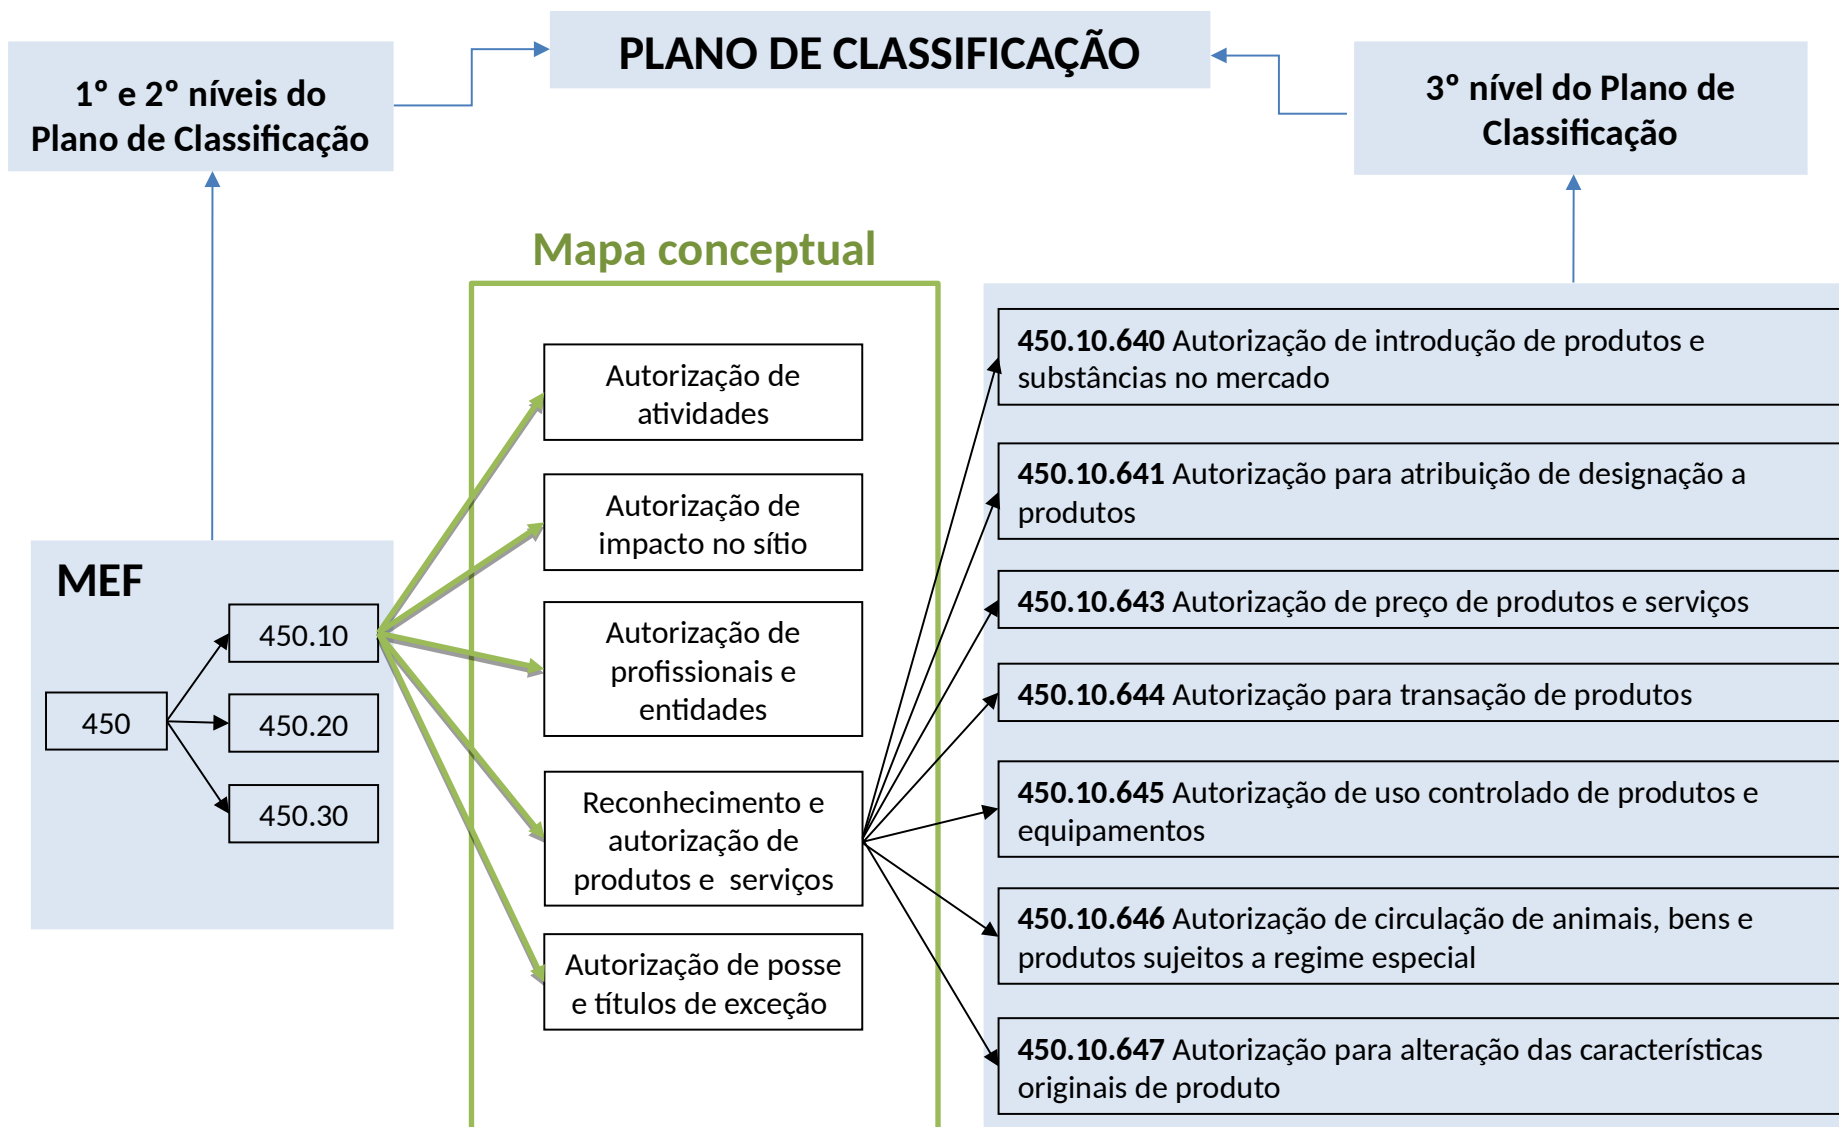 PLANO DE CLASSIFICAÇÃO
1º e 2º níveis do
Plano de Classificação
3º nível do Plano de
Classificação
Mapa conceptual
MEF
450
450.10
450.20
450.30
Autorização de
atividades
Autorização de
impacto no sítio
Autorização de
profissionais e
entidades
Reconhecimento e
autorização de
produtos e  serviços
Autorização de posse
e títulos de exceção
450.10.640 Autorização de introdução de produtos e
substâncias no mercado
450.10.641 Autorização para atribuição de designação a
produtos
450.10.643 Autorização de preço de produtos e serviços
450.10.644 Autorização para transação de produtos
450.10.645 Autorização de uso controlado de produtos e
equipamentos
450.10.646 Autorização de circulação de animais, bens e
produtos sujeitos a regime especial
450.10.647 Autorização para alteração das características
originais de produto